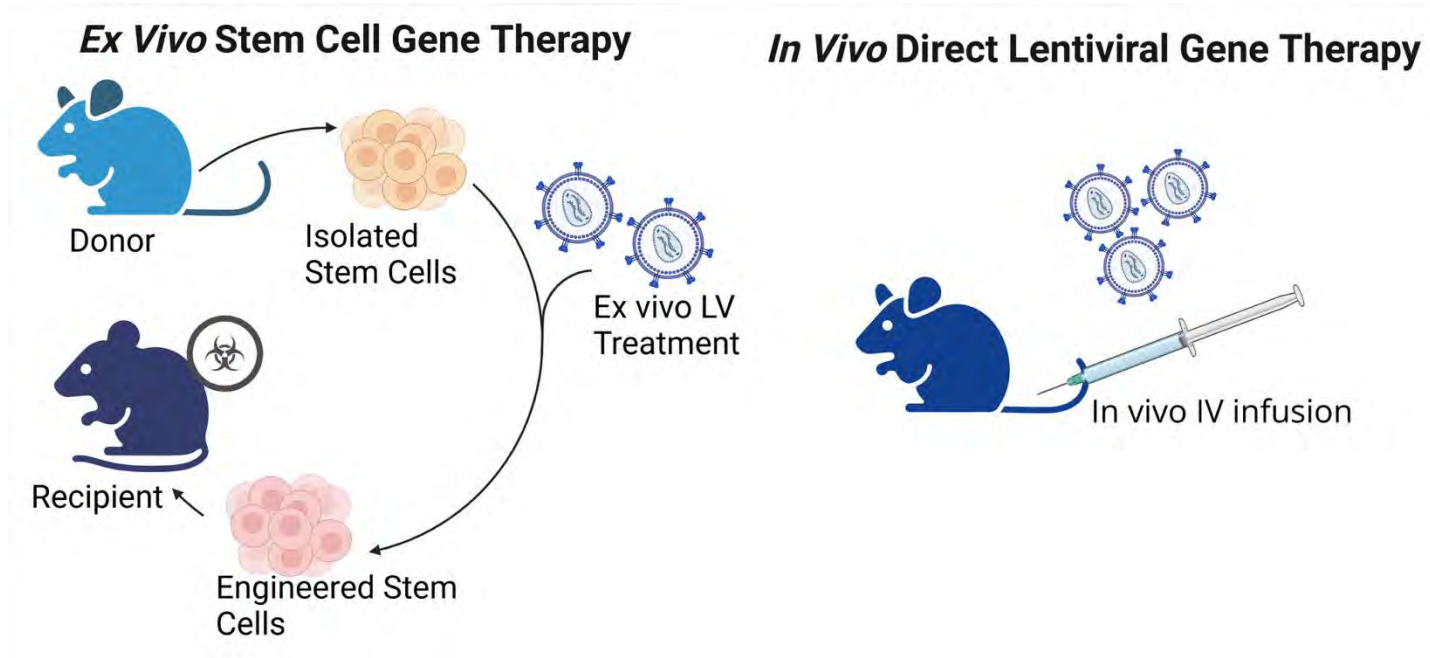 Ex Vivo Stem Cell Gene Therapy
Donor
Isolated
Stem Cells
Ex vivo LV
Treatment
Recipient
Engineered Stem
Cells
In Vivo Direct Lentiviral Gene Therapy
In vivo IV infusion